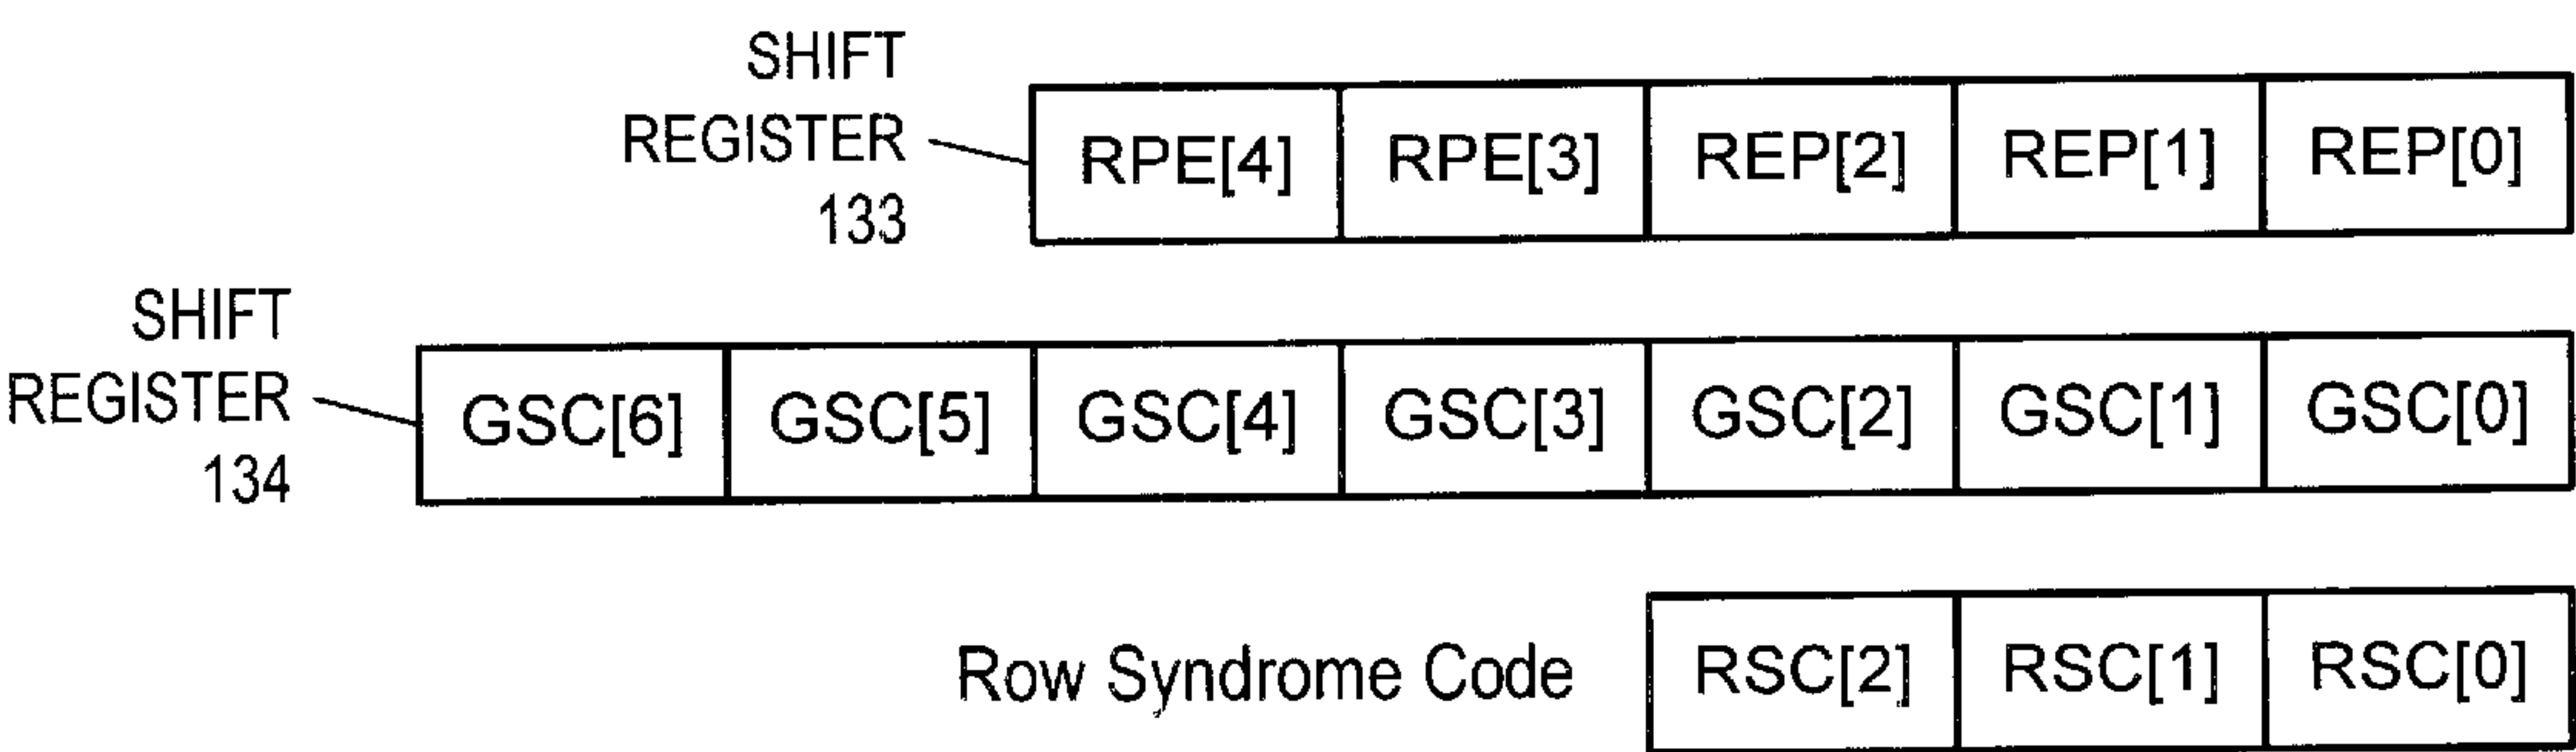 SHIFT
REGISTER
133
RPE[4] RPE[3] REP[2] REP[1] REP[0]
SHIFT
REGISTER
134
GSC[6] GSC[5] GSC[4] GSC[3] GSC[2] GSC[1] GSC[0]
Row Syndrome Code RSC[2] RSC[1] RSC[0]